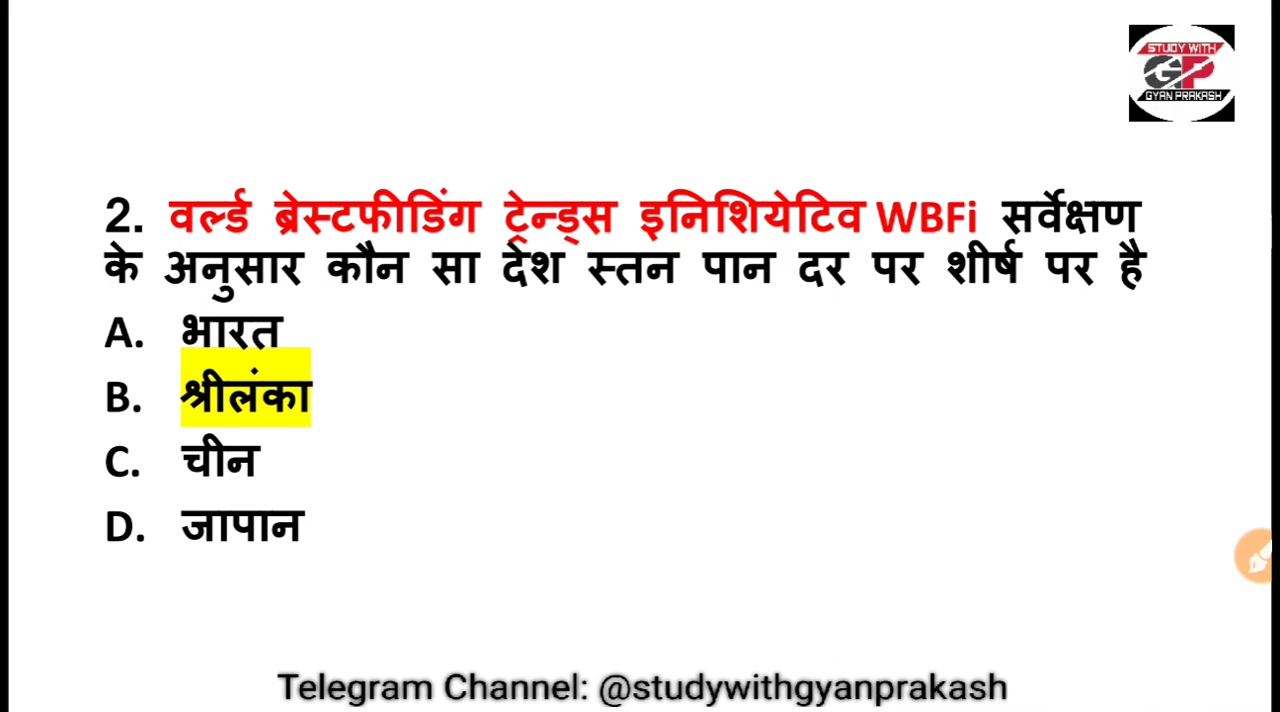 STUDY WITH
GP
GYAN PRAKASH
2. वर्ल्ड ब्रेस्टफीडिंग ट्रेन्ड्स इनिशियेटिव WBFi सर्वेक्षण
के अनुसार कौन सा देश स्तन पान दर पर शीर्ष पर है
A. भारत
B. श्रीलंका
C. चीन
D. जापान
Telegram Channel: @studywithgyanprakash